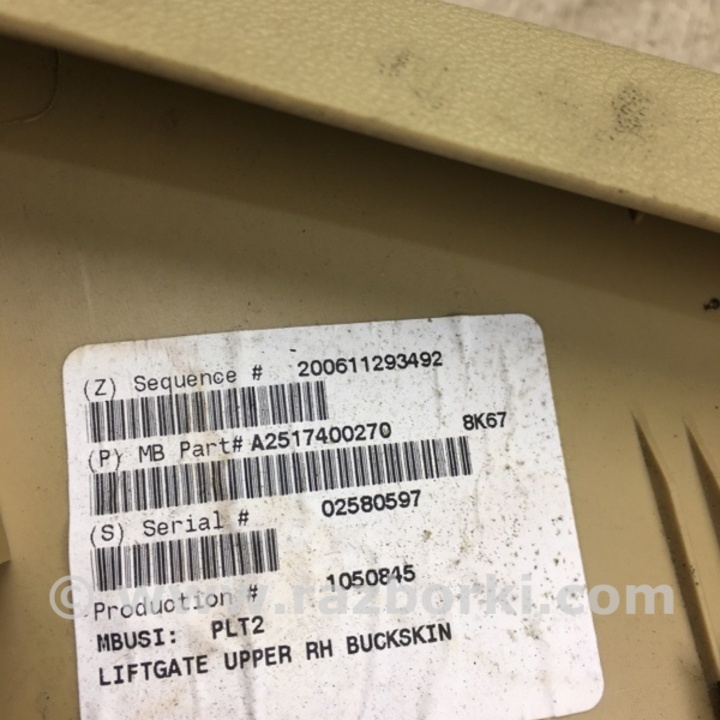 (Z) Sequence # 200611293492
(P) MB Part# A2517400270 8K67
(S) Serial # 02580597
Production # 1050845
© www.razborki.com
MBUSI: PLT2
LIFTGATE UPPER RH BUCKSKIN